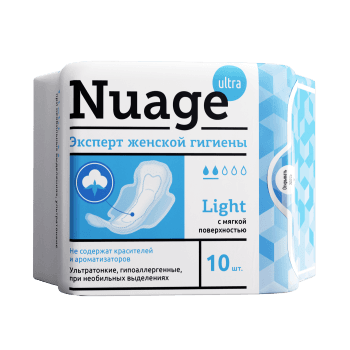 Nuage
ultra
Эксперт женской гигиены
Light
с мягкой
поверхностью
Не содержат красителей
и ароматизаторов
Ультратонкие, гипоаллергенные,
при необильных выделениях
10 шт.
Открывать